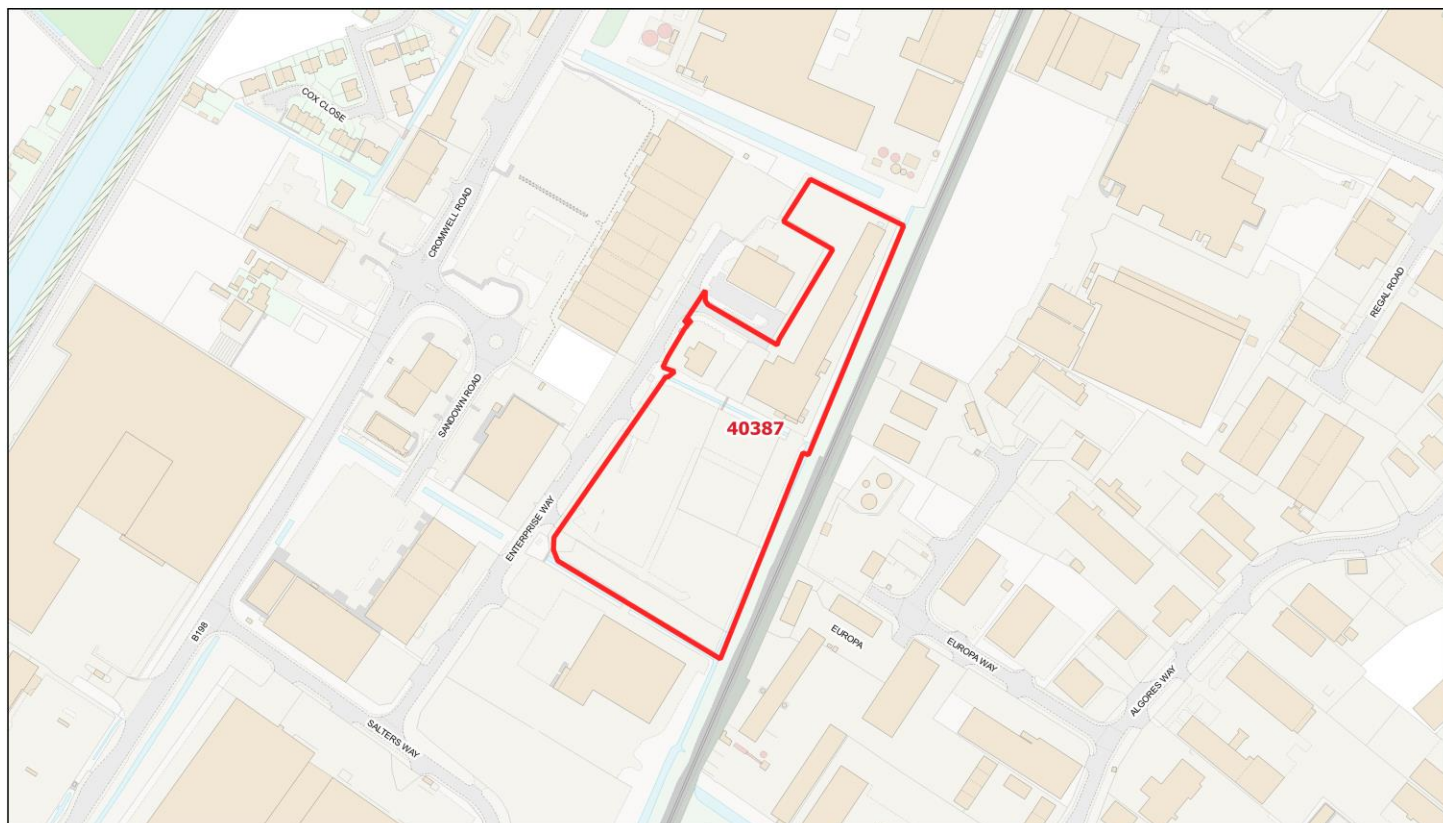 COX CLOSE
CROMWELL ROAD
REGAL ROAD
SANDOWN ROAD
40387
ENTERPRISE WAY
B198
EUROPA
EUROPA WAY
ALGORES WAY
SALTERS WAY